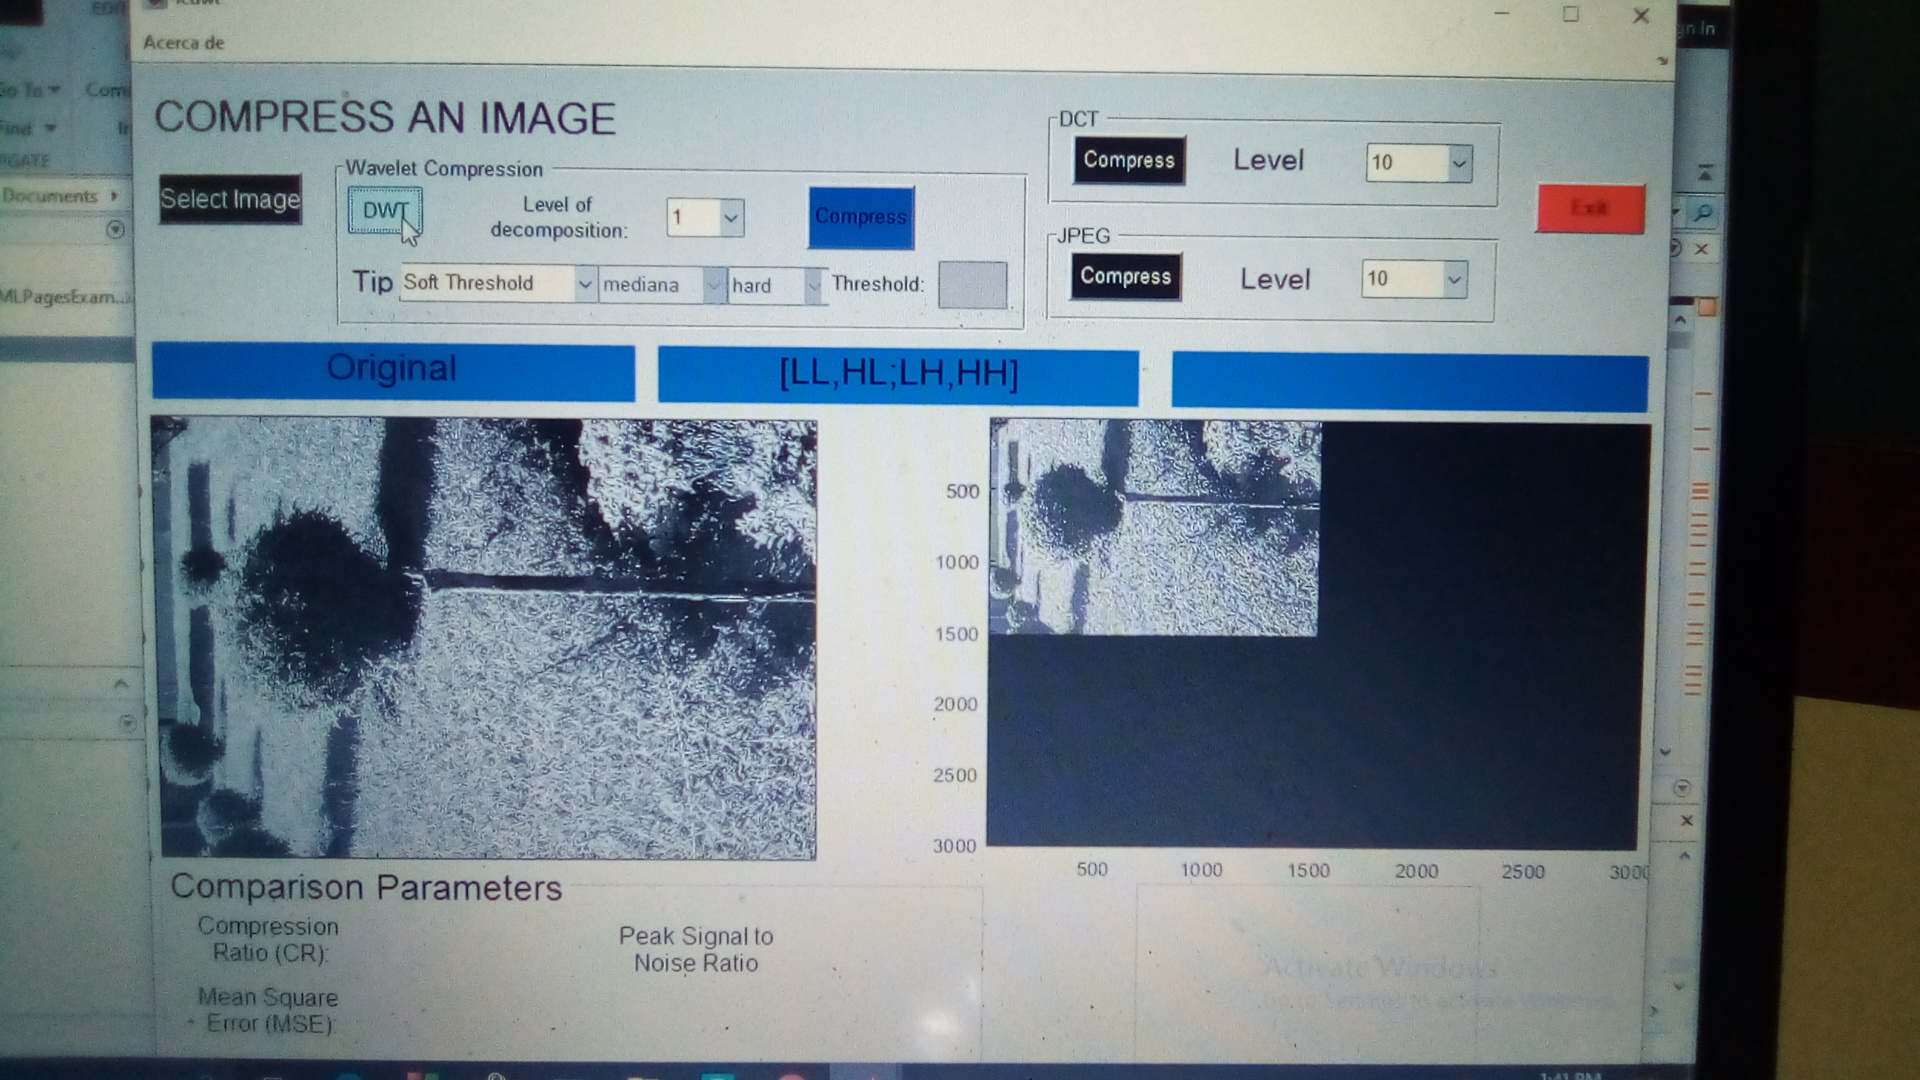 Acerca de
COMPRESS AN IMAGE
Select Image
Wavelet Compression
DWT
Level of
decomposition:
1
Compress
Tip
Soft Threshold
mediana
hard
Threshold:
DCT
Compress
Level
10
JPEG
Compress
Level
10
Exit
Go To
Find
Documents
MLPagesExam...
Original
[LL,HL;LH,HH]
500
1000
1500
2000
2500
3000
500
1000
1500
2000
2500
3000
Comparison Parameters
Compression
Ratio (CR):
Peak Signal to
Noise Ratio
Mean Square
Error (MSE):
Activate Windows
1:41 PM